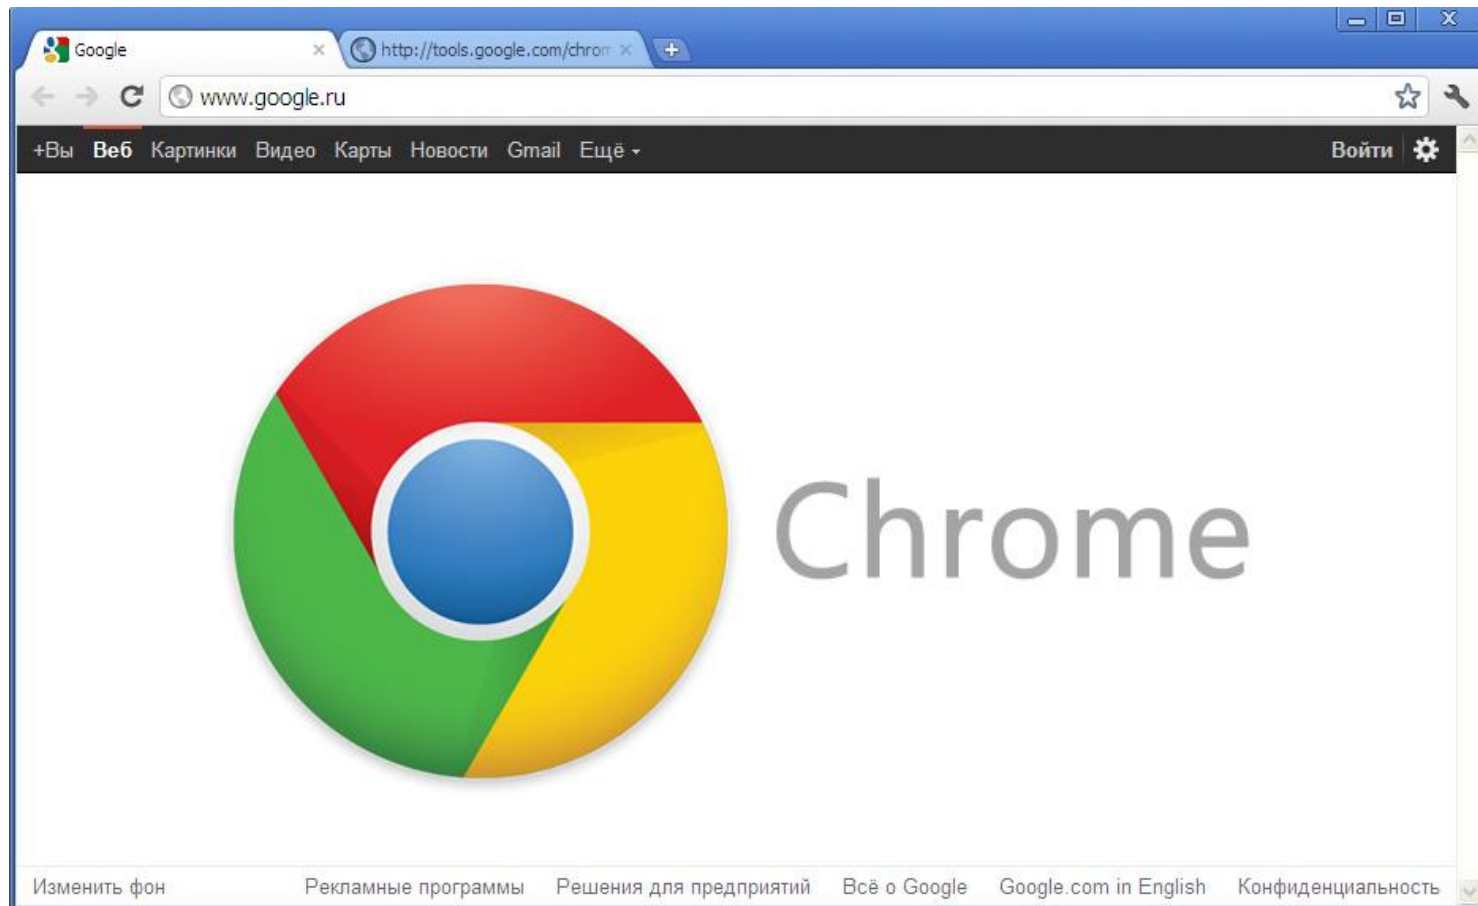 Google http://tools.google.com/chrom
www.google.ru
+Вы Веб Картинки Видео Карты Новости Gmail Ещё Войти
Chrome
Изменить фон Рекламные программы Решения для предприятий Всё о Google Google.com in English Конфиденциальность